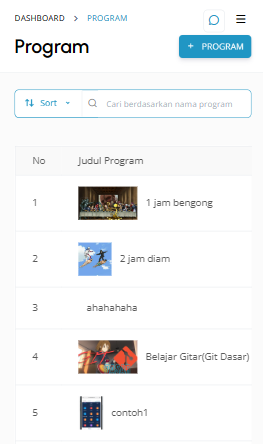 DASHBOARD > PROGRAM
Program
+ PROGRAM
Sort
Cari berdasarkan nama program
No Judul Program
1 1 jam bengong
2 2 jam diam
3 ahahahaha
4 Belajar Gitar(Git Dasar)
5 contoh1